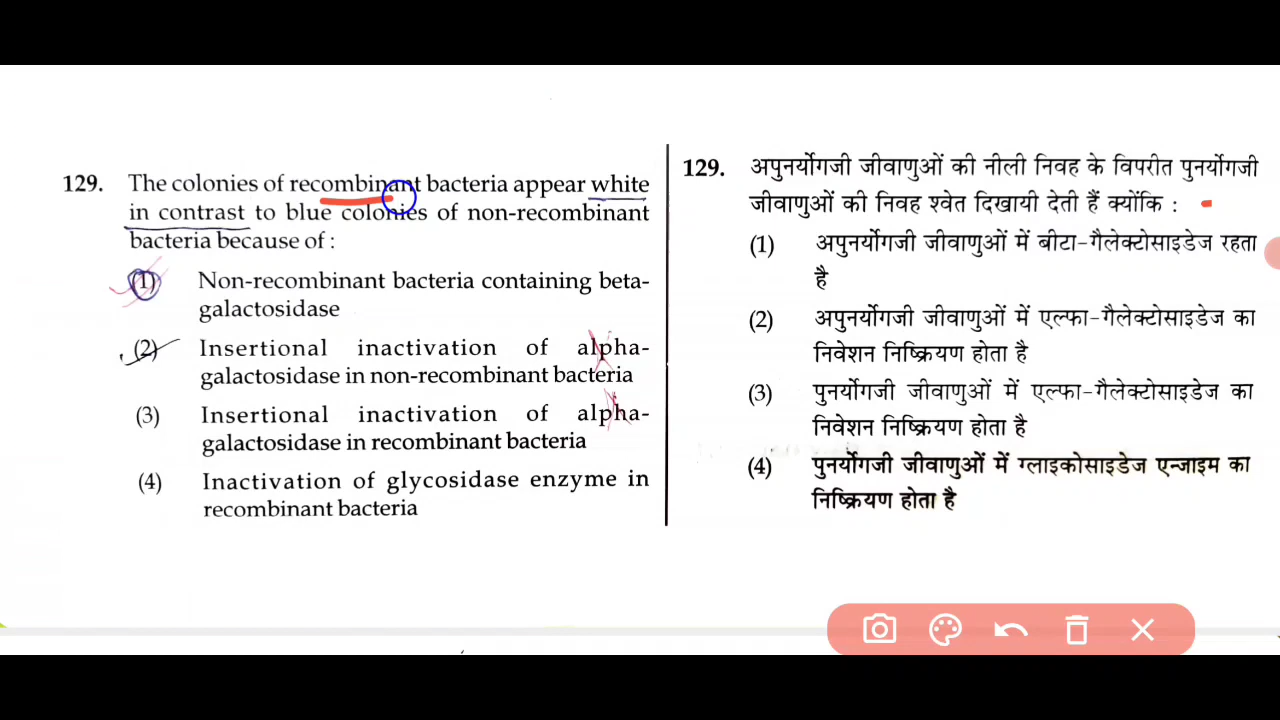 129. The colonies of recombinant bacteria appear white
in contrast to blue colonies of non-recombinant
bacteria because of :
(1) Non-recombinant bacteria containing beta-
galactosidase
(2) Insertional inactivation of alpha-
galactosidase in non-recombinant bacteria
(3) Insertional inactivation of alpha-
galactosidase in recombinant bacteria
(4) Inactivation of glycosidase enzyme in
recombinant bacteria
129. अपुनर्योगजी जीवाणुओं की नीली निवह के विपरीत पुनर्योगजी
जीवाणुओं की निवह श्वेत दिखायी देती हैं क्योंकि :
(1) अपुनर्योगजी जीवाणुओं में बीटा-गैलेक्टोसाइडेज रहता
है
(2) अपुनर्योगजी जीवाणुओं में एल्फा-गैलेक्टोसाइडेज का
निवेशन निष्क्रियण होता है
(3) पुनर्योगजी जीवाणुओं में एल्फा-गैलेक्टोसाइडेज का
निवेशन निष्क्रियण होता है
(4) पुनर्योगजी जीवाणुओं में ग्लाइकोसाइडेज एन्जाइम का
निष्क्रियण होता है